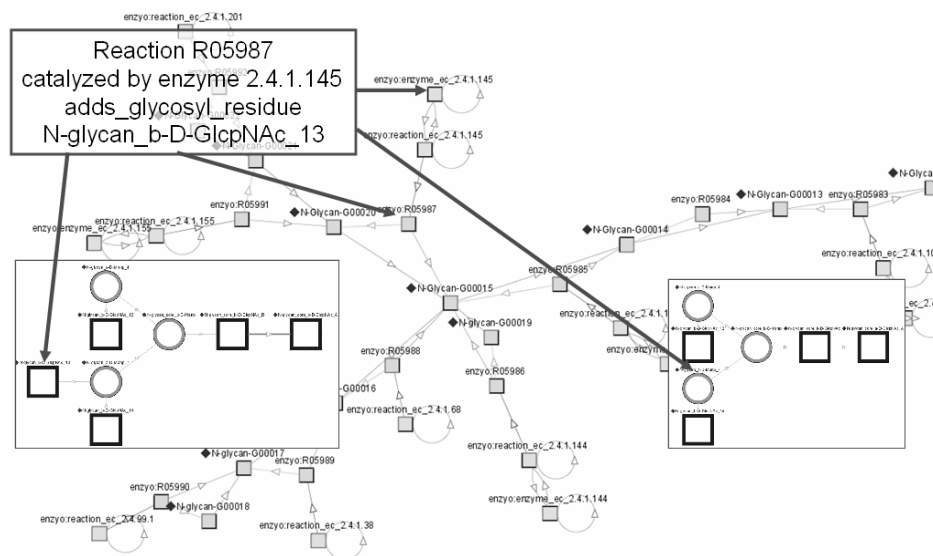 enzyo:reaction_ec_2.4.1.201
Reaction R05987
catalyzed by enzyme 2.4.1.145
adds_glycosyl_residue
N-glycan_b-D-GlcpNAc_13
enzyo:enzyme_ec_2.4.1.145
enzyo:reaction_ec_2.4.1.145
enzyo:R05991
N-Glycan-G00020
enzyo:R05987
enzyo:reaction_ec_2.4.1.155
enzyo:enzyme_ec_2.4.1.155
N-Glycan-G00013
enzyo:R05983
enzyo:R05984
N-Glycan-G00014
enzyo:R05985
N-Glycan-G00015
N-glycan-G00019
enzyo:R05988
enzyo:R05986
enzyo:reaction_ec_2.4.1.68
enzyo:reaction_ec_2.4.1.144
enzyo:enzyme_ec_2.4.1.144
N-glycan-G00017
enzyo:R05989
enzyo:R05990
N-glycan-G00018
enzyo:reaction_ec_2.4.99.1
enzyo:reaction_ec_2.4.1.38